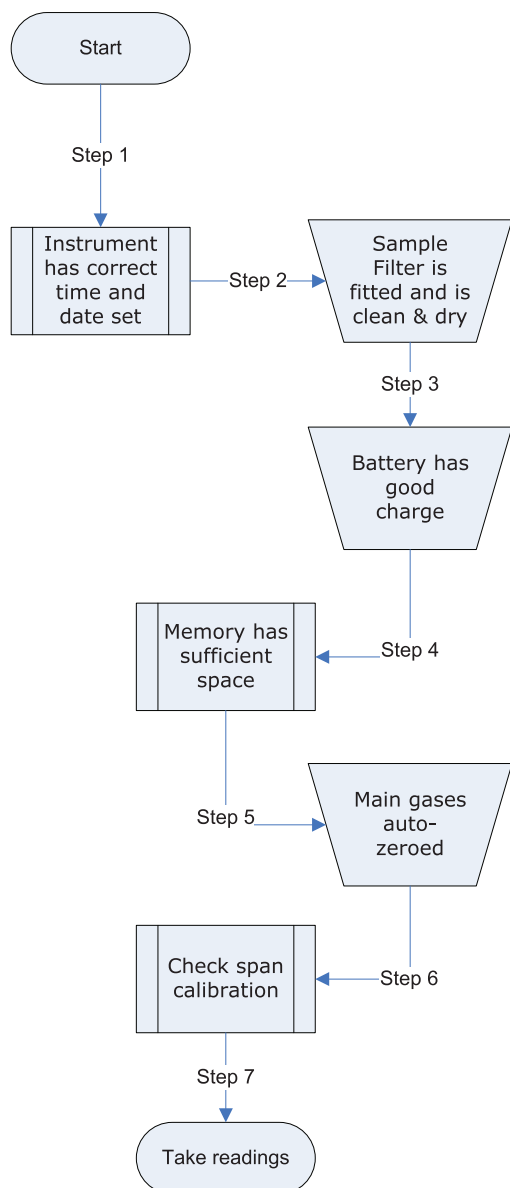 Start
Step 1
Instrument
has correct
time and
date set
Step 2
Sample
Filter is
fitted and is
clean & dry
Step 3
Battery has
good
charge
Step 4
Memory has
sufficient
space
Step 5
Main gases
auto-
zeroed
Step 6
Check span
calibration
Step 7
Take readings